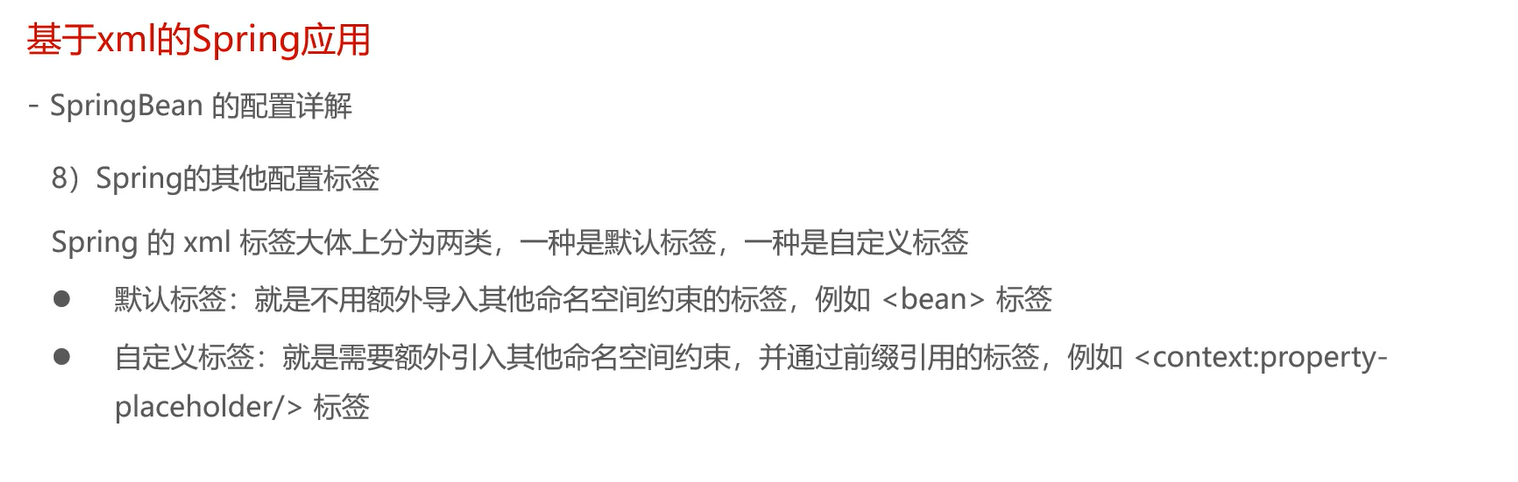 基于xml的Spring应用
- SpringBean 的配置详解
8）Spring的其他配置标签
Spring 的 xml 标签大体上分为两类，一种是默认标签，一种是自定义标签
● 默认标签：就是不用额外导入其他命名空间约束的标签，例如 <bean> 标签
● 自定义标签：就是需要额外引入其他命名空间约束，并通过前缀引用的标签，例如 <context:property-
placeholder/> 标签